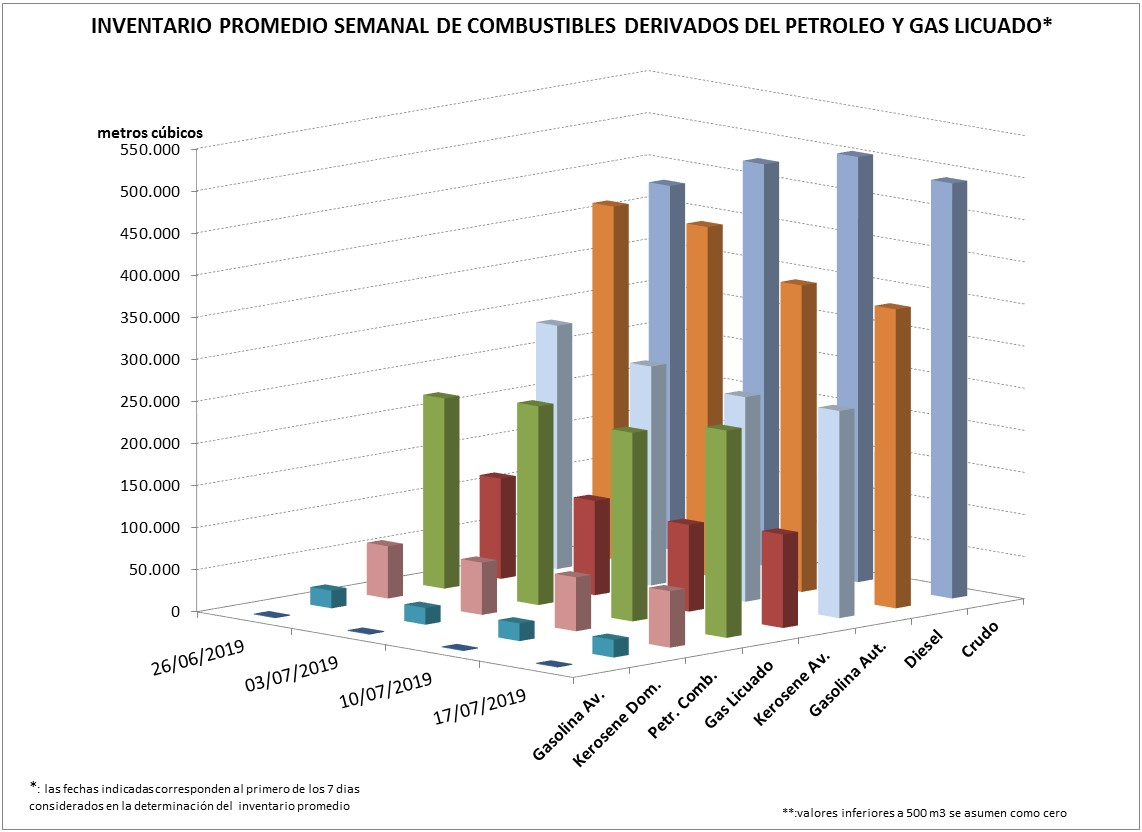 INVENTARIO PROMEDIO SEMANAL DE COMBUSTIBLES DERIVADOS DEL PETROLEO Y GAS LICUADO*
metros cúbicos
550.000
500.000
450.000
400.000
350.000
300.000
250.000
200.000
150.000
100.000
50.000
0
26/06/2019
03/07/2019
10/07/2019
17/07/2019
Gasolina Av.
Kerosene Dom.
Petr. Comb.
Gas Licuado
Kerosene Av.
Gasolina Aut.
Diesel
Crudo
*: las fechas indicadas corresponden al primero de los 7 dias
considerados en la determinación del inventario promedio
**:valores inferiores a 500 m3 se asumen como cero